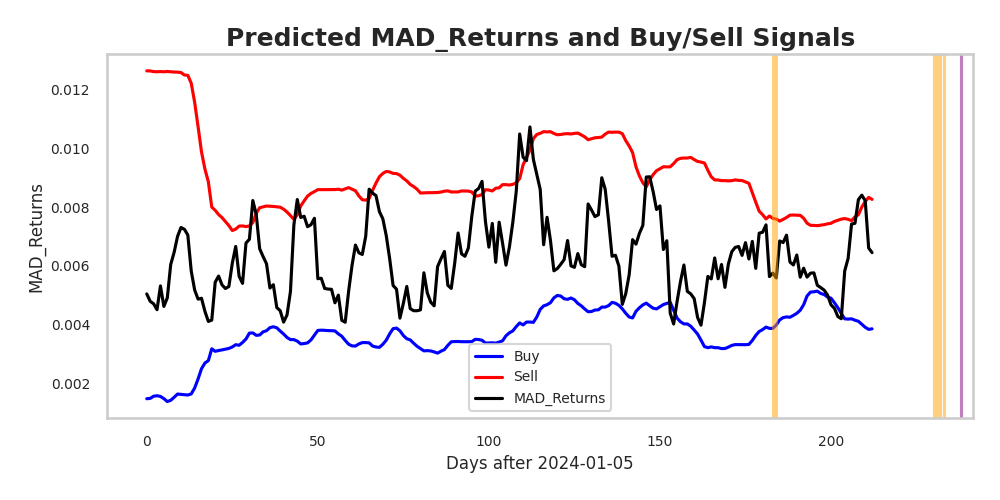 Predicted MAD_Returns and Buy/Sell Signals
0.012
0.010
0.008
0.006
0.004
0.002
MAD_Returns
Buy
Sell
MAD_Returns
0 50 100 150 200
Days after 2024-01-05